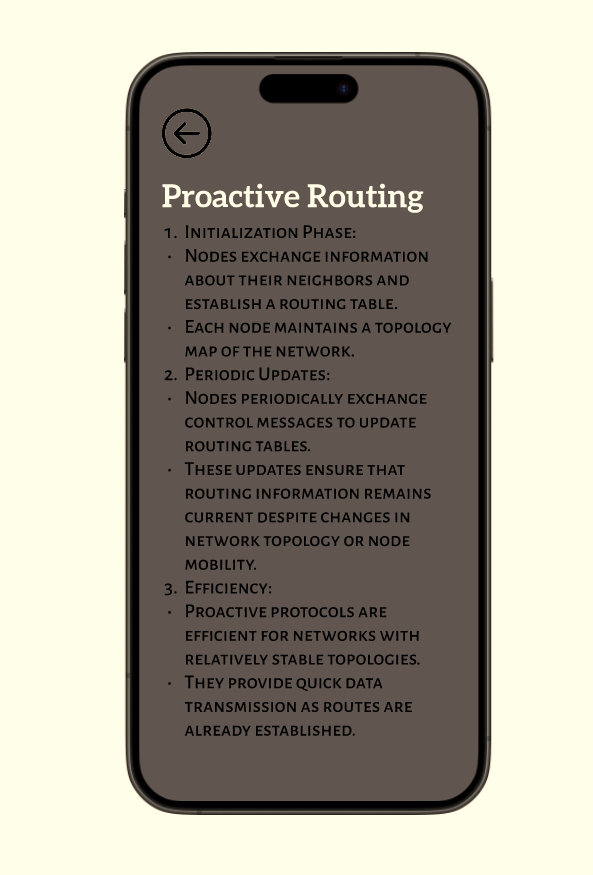 Proactive Routing
1. Initialization Phase:
· Nodes exchange information
about their neighbors and
establish a routing table.
· Each node maintains a topology
map of the network.
2. Periodic Updates:
· Nodes periodically exchange
control messages to update
routing tables.
· These updates ensure that
routing information remains
current despite changes in
network topology or node
mobility.
3. Efficiency:
· Proactive protocols are
efficient for networks with
relatively stable topologies.
· They provide quick data
transmission as routes are
already established.